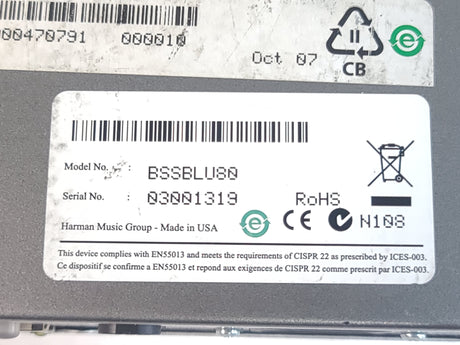 00470791 000010
Oct 07
CB
e
Model No. : BSSBLU80
Serial No. : 03001319 RoHS
Harman Music Group - Made in USA e CE N108
This device complies with EN55013 and meets the requirements of CISPR 22 as prescribed by ICES-003.
Ce dispositif se confirme a EN55013 et repond aux exigences de CISPR 22 comme prescrit par ICES-003.